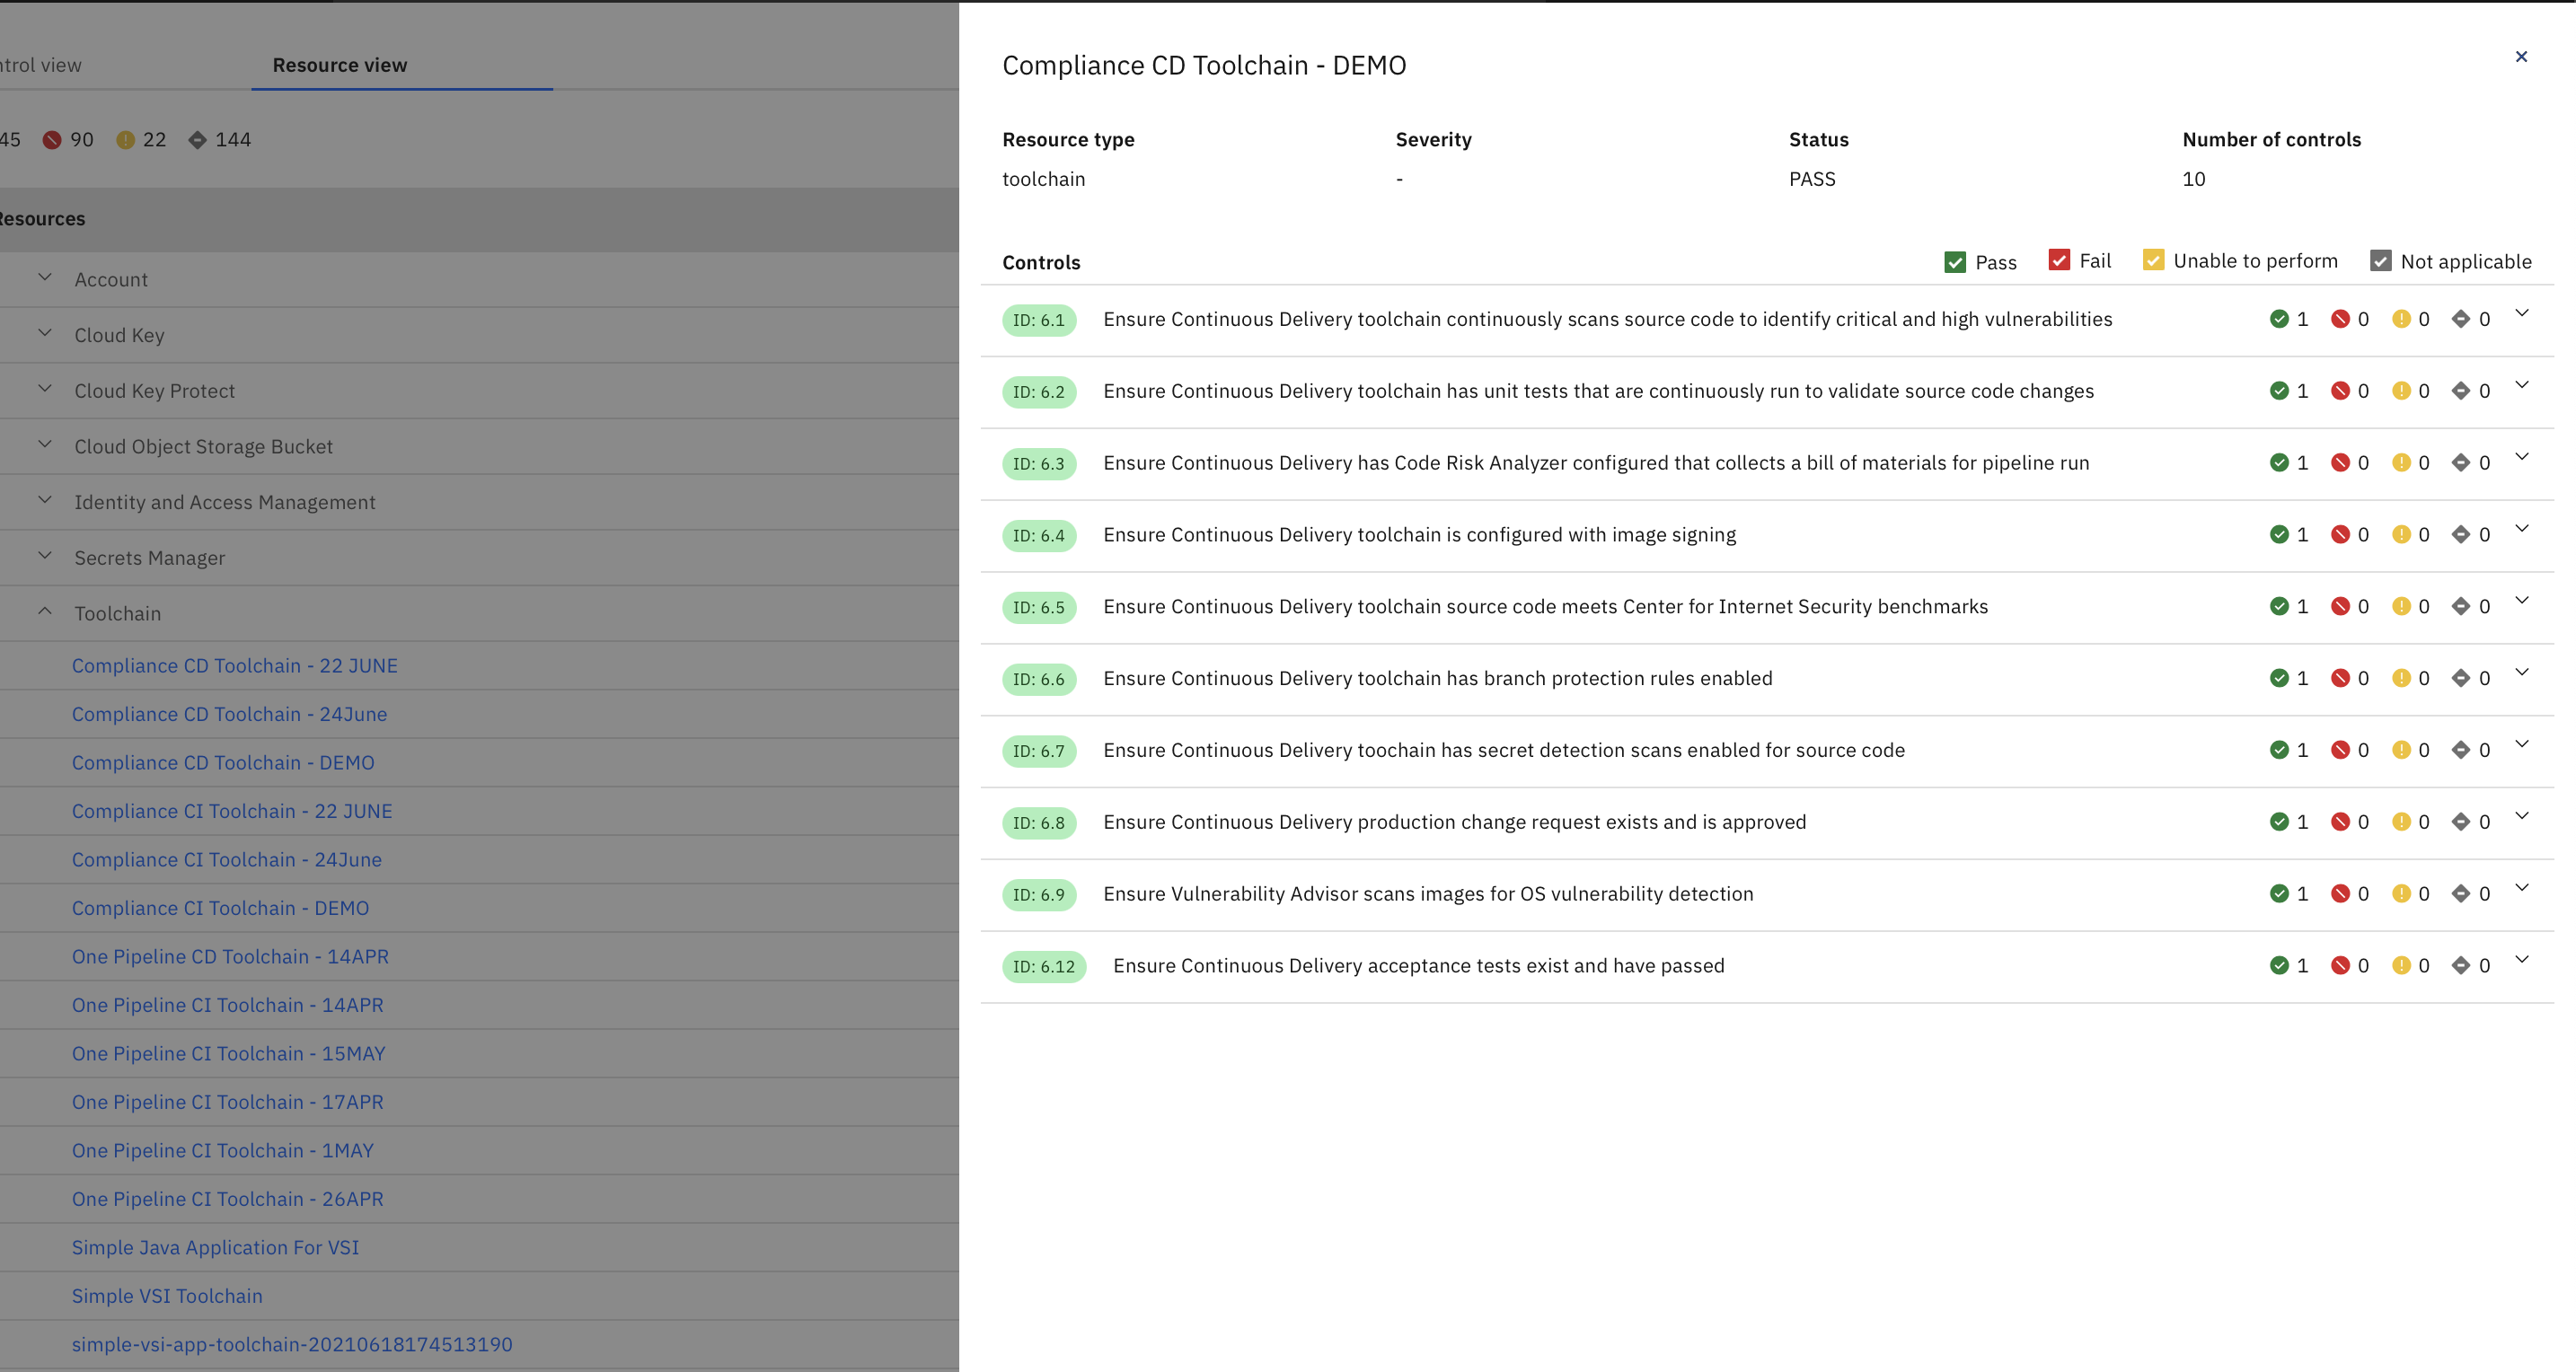 ntrol view Resource view
45 90 22 144
Resources
Account
Cloud Key
Cloud Key Protect
Cloud Object Storage Bucket
Identity and Access Management
Secrets Manager
Toolchain
Compliance CD Toolchain - 22 JUNE
Compliance CD Toolchain - 24June
Compliance CD Toolchain - DEMO
Compliance CI Toolchain - 22 JUNE
Compliance CI Toolchain - 24June
Compliance CI Toolchain - DEMO
One Pipeline CD Toolchain - 14APR
One Pipeline CI Toolchain - 14APR
One Pipeline CI Toolchain - 15MAY
One Pipeline CI Toolchain - 17APR
One Pipeline CI Toolchain - 1MAY
One Pipeline CI Toolchain - 26APR
Simple Java Application For VSI
Simple VSI Toolchain
simple-vsi-app-toolchain-20210618174513190
Compliance CD Toolchain - DEMO
Resource type Severity Status Number of controls
toolchain - PASS 10
Controls Pass Fail Unable to perform Not applicable
ID: 6.1 Ensure Continuous Delivery toolchain continuously scans source code to identify critical and high vulnerabilities 1 0 0 0
ID: 6.2 Ensure Continuous Delivery toolchain has unit tests that are continuously run to validate source code changes 1 0 0 0
ID: 6.3 Ensure Continuous Delivery has Code Risk Analyzer configured that collects a bill of materials for pipeline run 1 0 0 0
ID: 6.4 Ensure Continuous Delivery toolchain is configured with image signing 1 0 0 0
ID: 6.5 Ensure Continuous Delivery toolchain source code meets Center for Internet Security benchmarks 1 0 0 0
ID: 6.6 Ensure Continuous Delivery toolchain has branch protection rules enabled 1 0 0 0
ID: 6.7 Ensure Continuous Delivery toochain has secret detection scans enabled for source code 1 0 0 0
ID: 6.8 Ensure Continuous Delivery production change request exists and is approved 1 0 0 0
ID: 6.9 Ensure Vulnerability Advisor scans images for OS vulnerability detection 1 0 0 0
ID: 6.12 Ensure Continuous Delivery acceptance tests exist and have passed 1 0 0 0